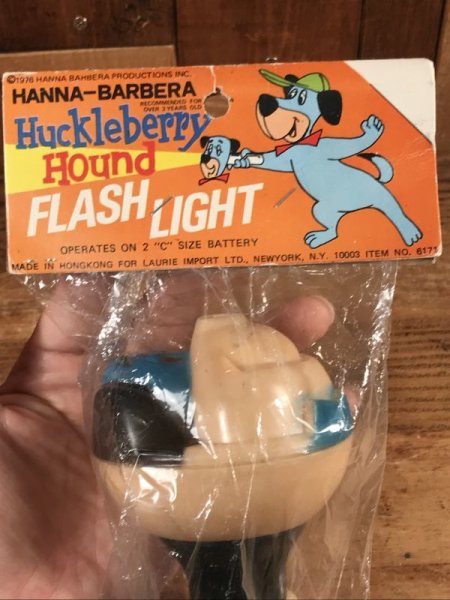 ©1976 HANNA BARBERA PRODUCTIONS INC.
HANNA-BARBERA
RECOMMENDED FOR
OVER 3 YEARS OLD
Huckleberry
Hound
FLASH LIGHT
OPERATES ON 2 "C" SIZE BATTERY
MADE IN HONGKONG FOR LAURIE IMPORT LTD., NEWYORK, N.Y. 10003 ITEM NO. 6171